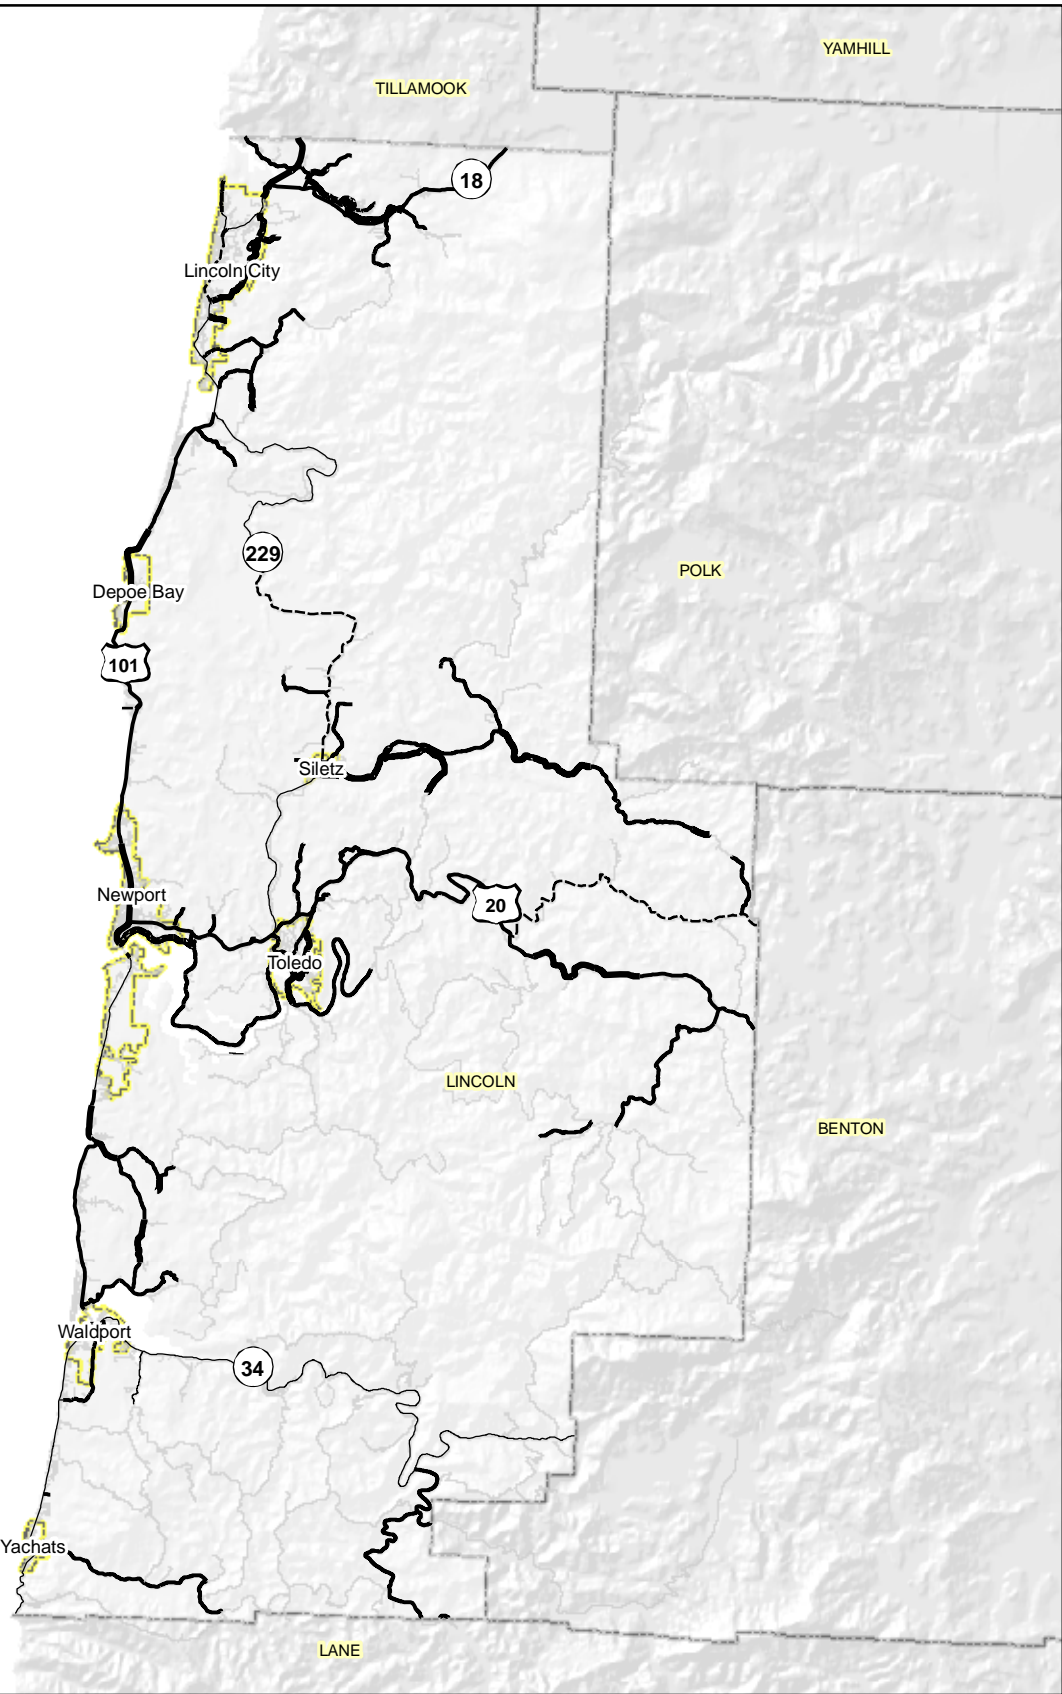 YAMHILL
TILLAMOOK
18
Lincoln City
229
POLK
Depoe Bay
101
Siletz
Newport
20
Toledo
LINCOLN
BENTON
Waldport
34
Yachats
LANE